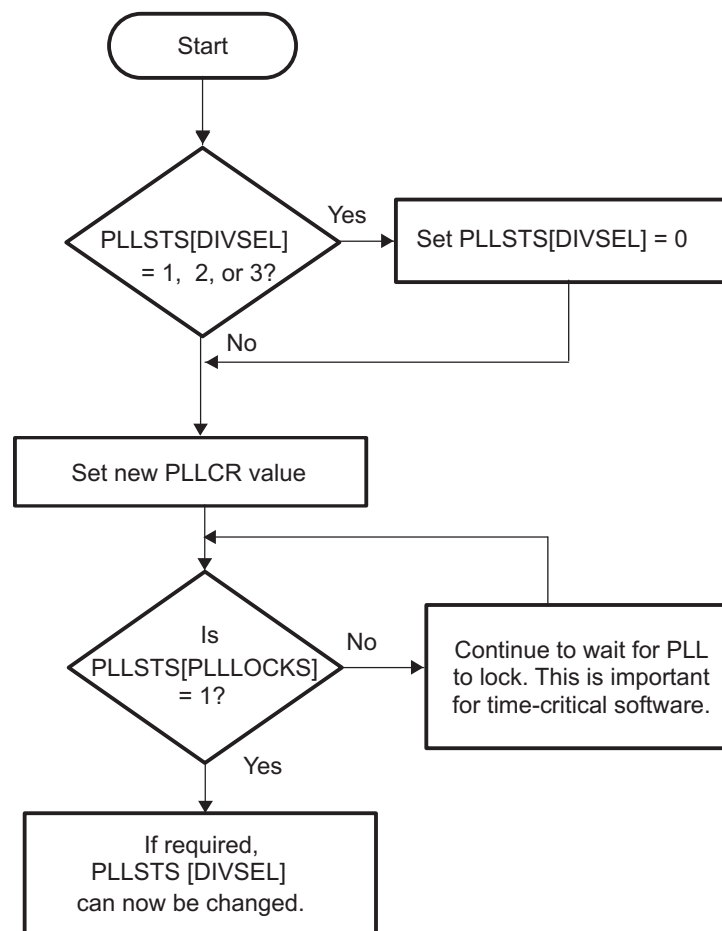 Start
PLLSTS[DIVSEL]
= 1, 2, or 3?
Yes
Set PLLSTS[DIVSEL] = 0
No
Set new PLLCR value
Is
PLLSTS[PLLLOCKS]
= 1?
No
Continue to wait for PLL
to lock. This is important
for time-critical software.
Yes
If required,
PLLSTS [DIVSEL]
can now be changed.